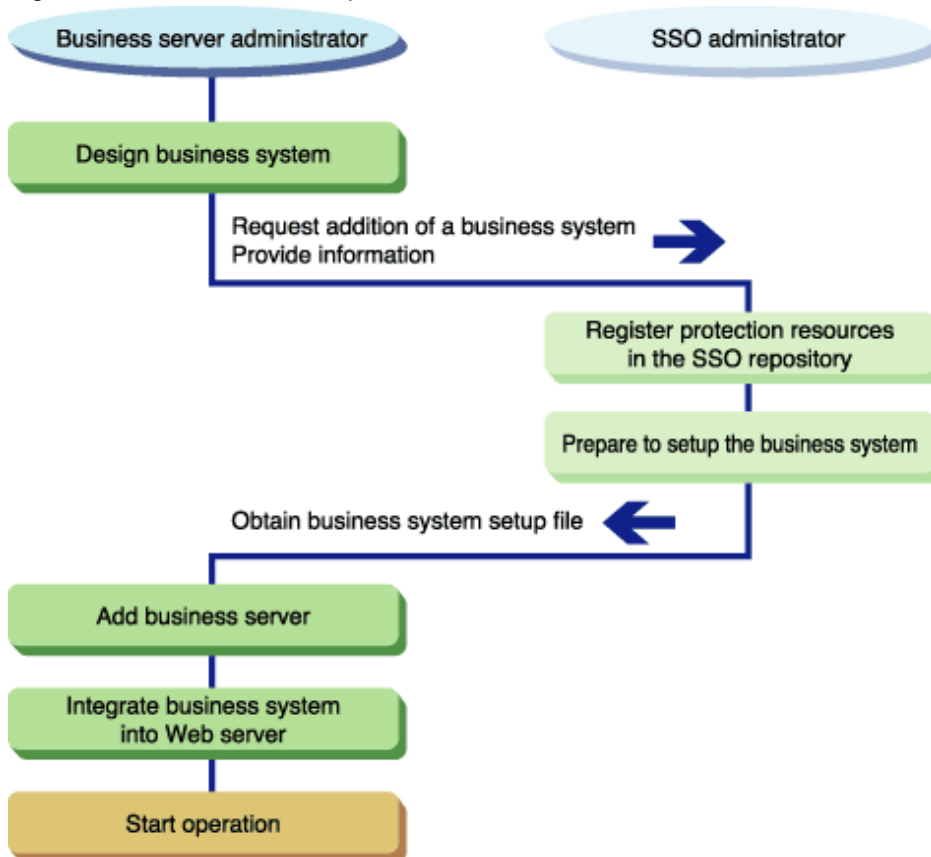 Business server administrator
SSO administrator
Design business system
Request addition of a business system
Provide information
Register protection resources
in the SSO repository
Prepare to setup the business system
Obtain business system setup file
Add business server
Integrate business system
into Web server
Start operation